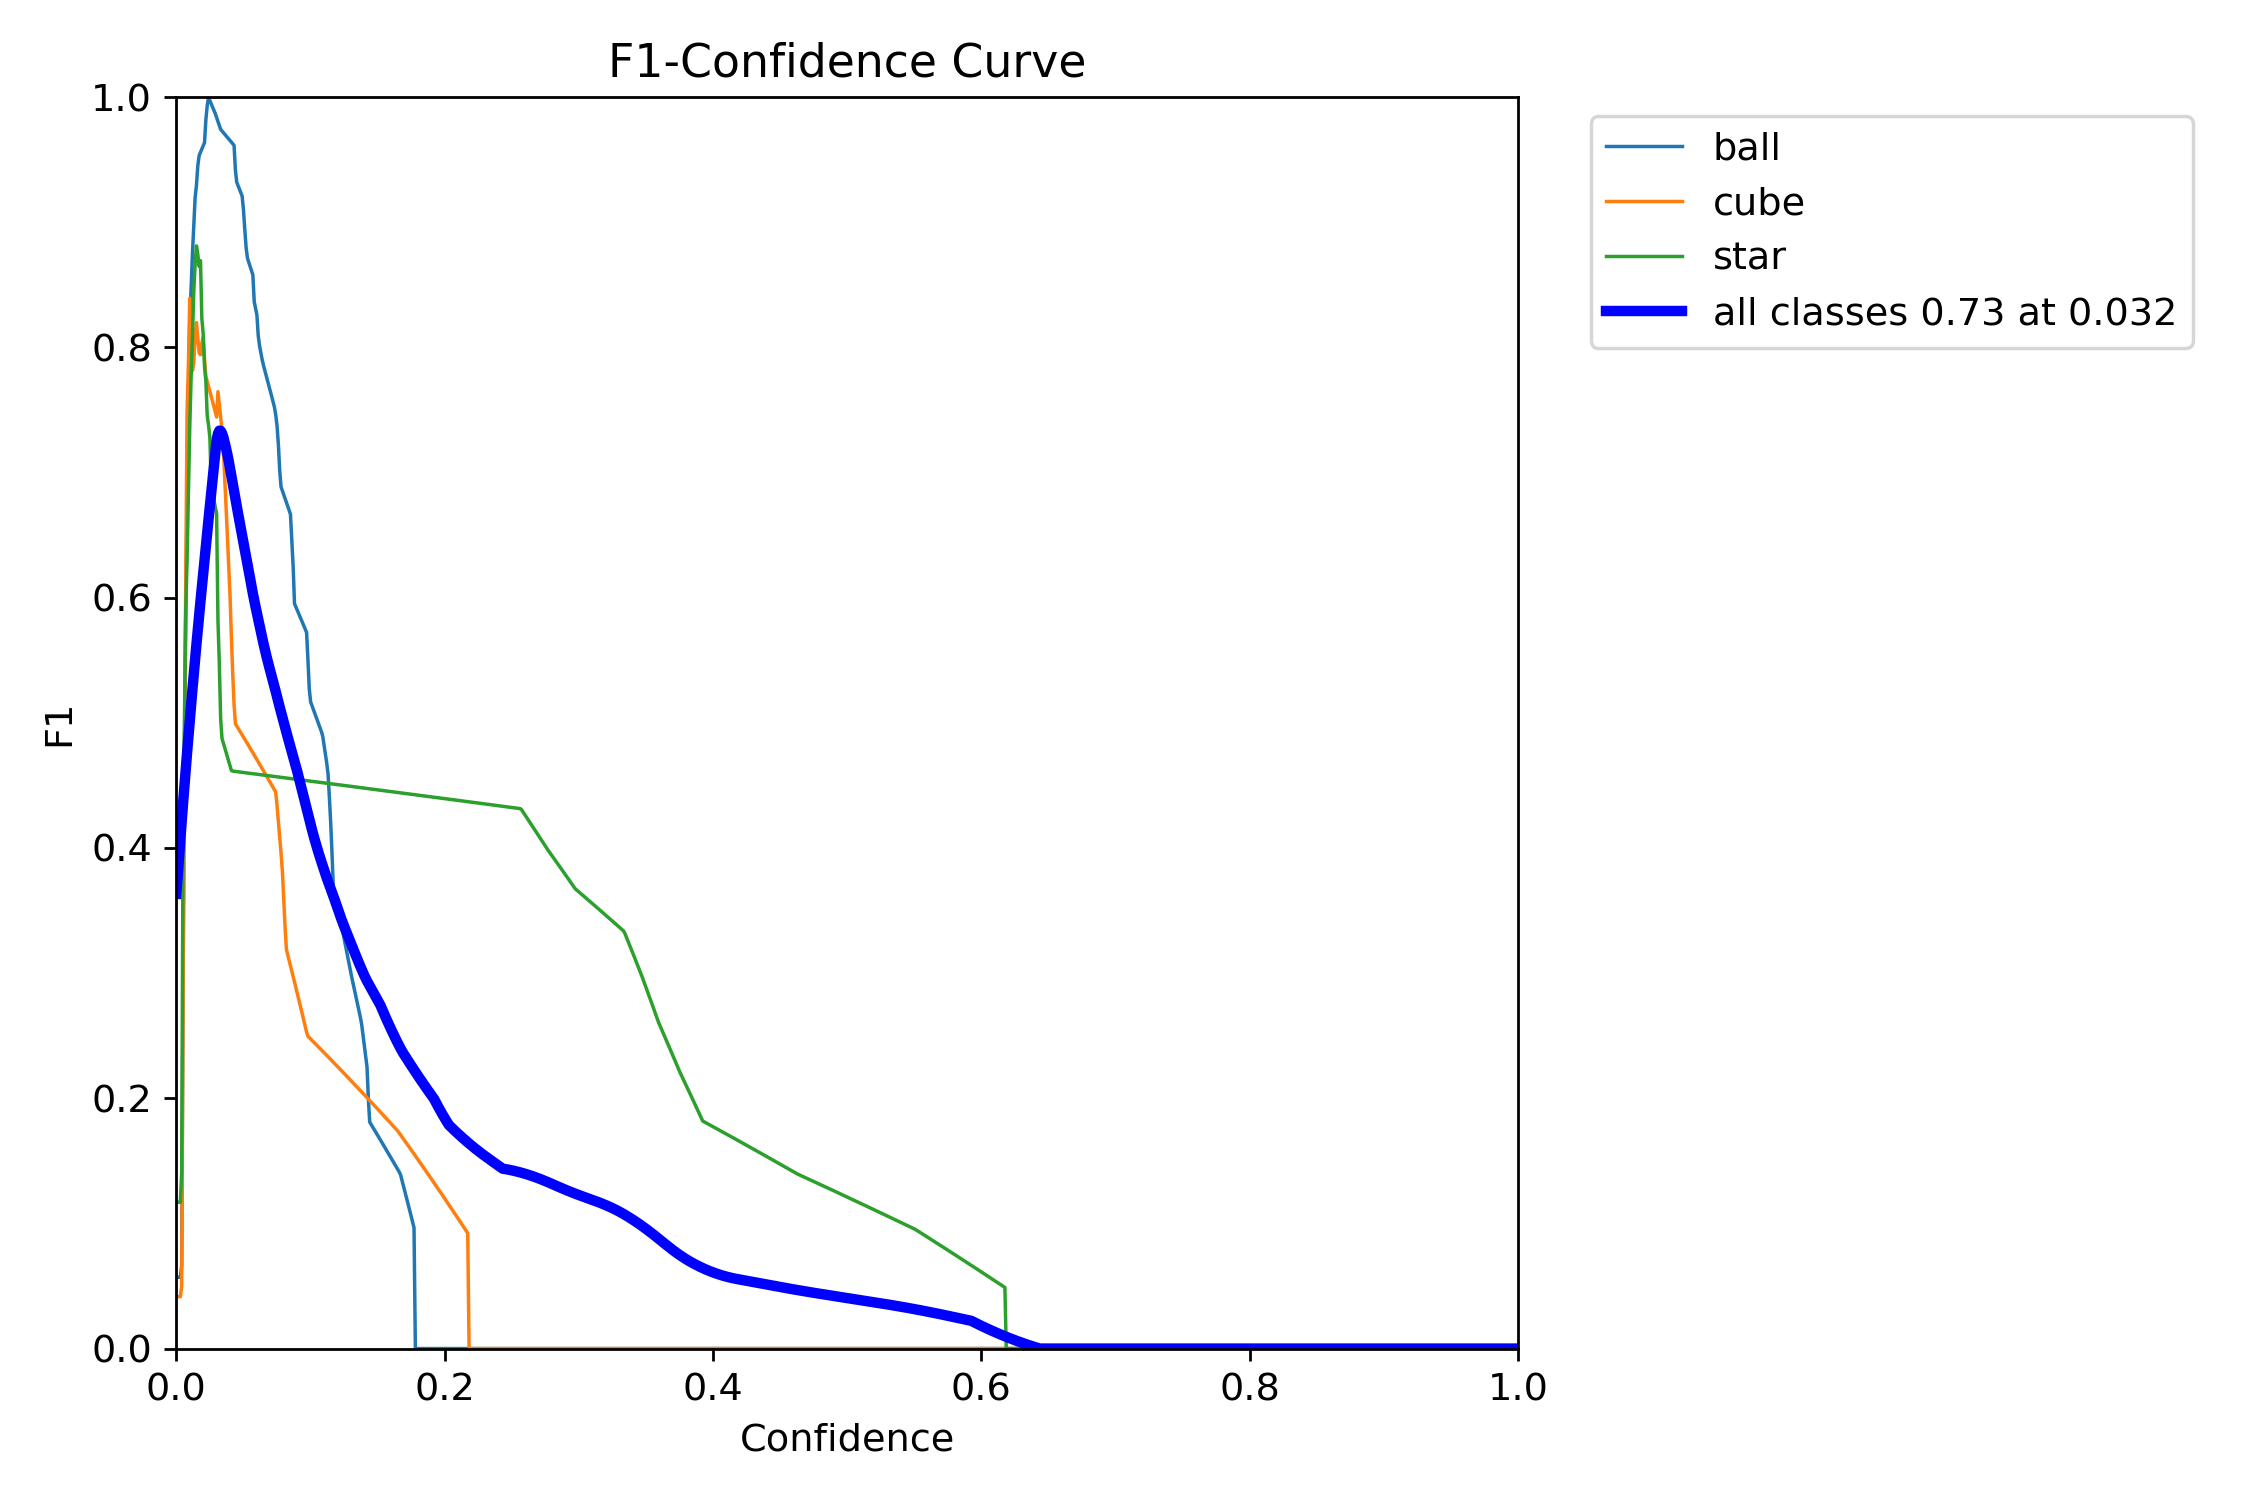 F1-Confidence Curve
1.0
0.8
0.6
0.4
0.2
0.0
F1
0.0 0.2 0.4 0.6 0.8 1.0
Confidence
ball
cube
star
all classes 0.73 at 0.032